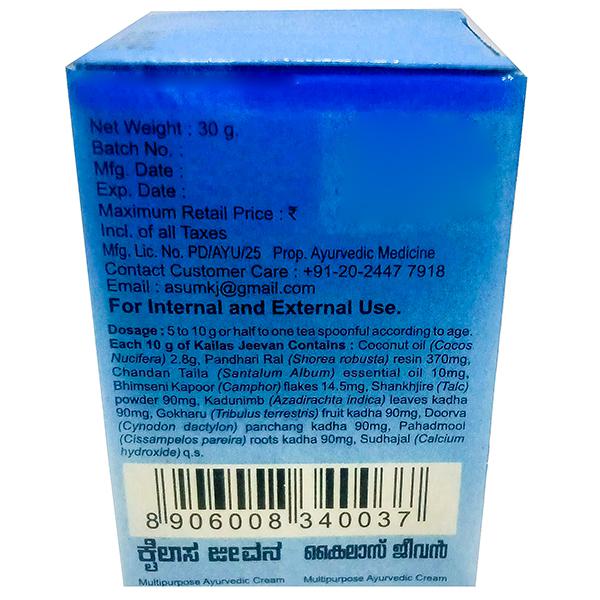 Net Weight : 30 g.
Batch No. :
Mfg. Date :
Exp. Date :
Maximum Retail Price : ₹
Incl. of all Taxes
Mfg. Lic. No. PD/AYU/25 Prop. Ayurvedic Medicine
Contact Customer Care : +91-20-2447 7918
Email : asumkj@gmail.com
For Internal and External Use.
Dosage : 5 to 10 g or half to one tea spoonful according to age.
Each 10 g of Kailas Jeevan Contains : Coconut oil (Cocos
Nucifera) 2.8g, Pandhari Ral (Shorea robusta) resin 370mg,
Chandan Taila (Santalum Album) essential oil 10mg,
Bhimseni Kapoor (Camphor) flakes 14.5mg, Shankhjire (Talc)
powder 90mg, Kadunimb (Azadirachta indica) leaves kadha
90mg, Gokharu (Tribulus terrestris) fruit kadha 90mg, Doorva
(Cynodon dactylon) panchang kadha 90mg, Pahadmool
(Cissampelos pareira) roots kadha 90mg, Sudhajal (Calcium
hydroxide) q.s.
8 906008 340037
ಕೈಲಾಸ ಜೀವನ കൈലാസ് ജീവൻ
Multipurpose Ayurvedic Cream Multipurpose Ayurvedic Cream